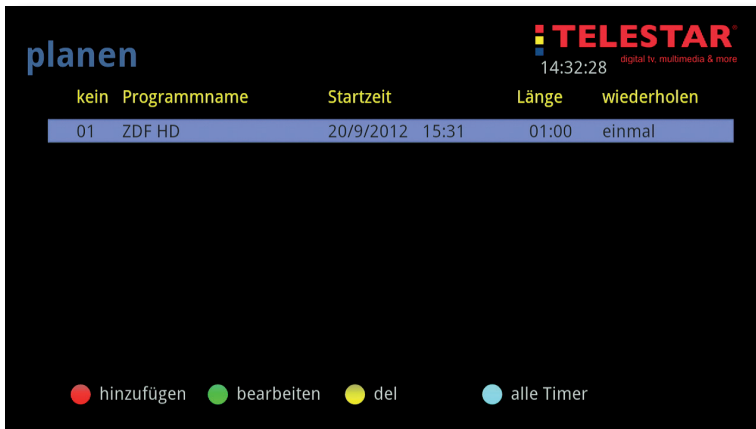 planen
TELESTAR®
digital tv, multimedia & more
14:32:28
kein Programmname Startzeit Länge wiederholen
01 ZDF HD 20/9/2012 15:31 01:00 einmal
hinzufügen bearbeiten del alle Timer